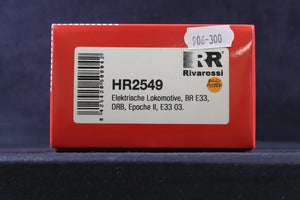 506-300
RR
Rivarossi
HR2549
Elektrische Lokomotive, BR E33,
DRB, Epoche II, E33 03.